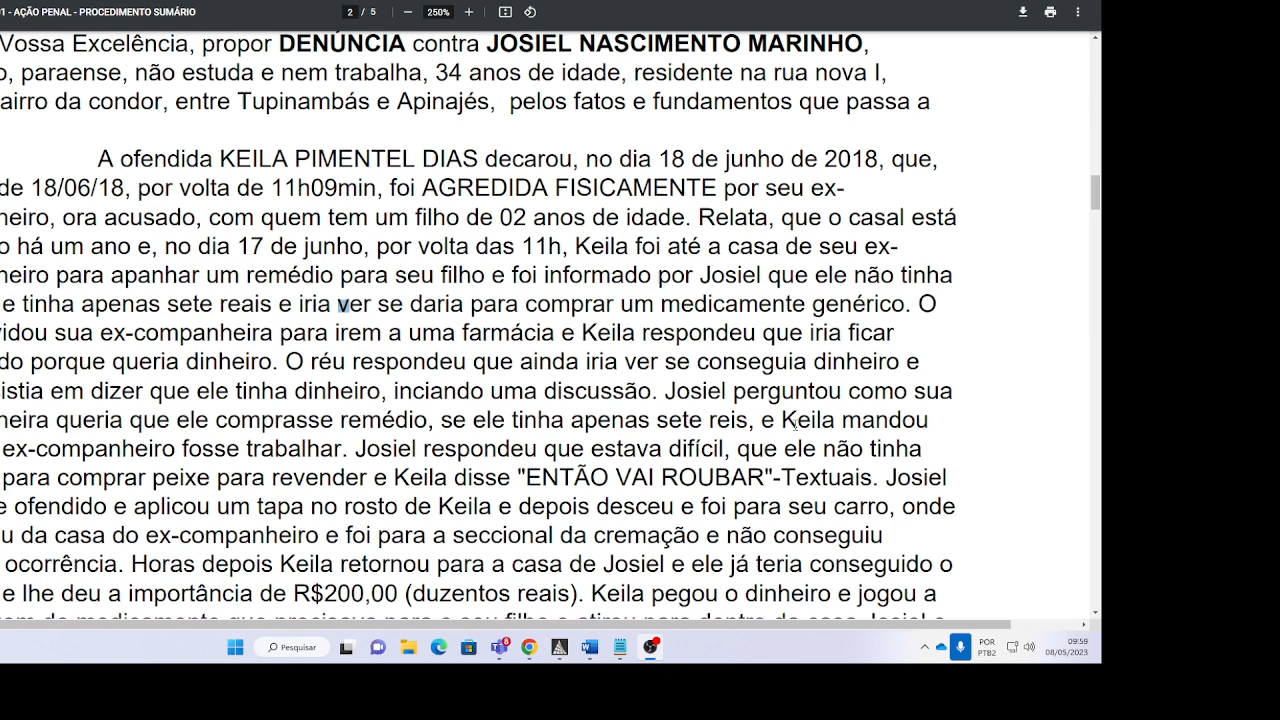 01 - AÇÃO PENAL - PROCEDIMENTO SUMÁRIO
2 / 5
250%
Vossa Excelência, propor DENÚNCIA contra JOSIEL NASCIMENTO MARINHO,
o, paraense, não estuda e nem trabalha, 34 anos de idade, residente na rua nova I,
airro da condor, entre Tupinambás e Apinajés, pelos fatos e fundamentos que passa a
A ofendida KEILA PIMENTEL DIAS decarou, no dia 18 de junho de 2018, que,
de 18/06/18, por volta de 11h09min, foi AGREDIDA FISICAMENTE por seu ex-
heiro, ora acusado, com quem tem um filho de 02 anos de idade. Relata, que o casal está
o há um ano e, no dia 17 de junho, por volta das 11h, Keila foi até a casa de seu ex-
heiro para apanhar um remédio para seu filho e foi informado por Josiel que ele não tinha
e tinha apenas sete reais e iria ver se daria para comprar um medicamente genérico. O
vidou sua ex-companheira para irem a uma farmácia e Keila respondeu que iria ficar
do porque queria dinheiro. O réu respondeu que ainda iria ver se conseguia dinheiro e
istia em dizer que ele tinha dinheiro, inciando uma discussão. Josiel perguntou como sua
heira queria que ele comprasse remédio, se ele tinha apenas sete reis, e Keila mandou
ex-companheiro fosse trabalhar. Josiel respondeu que estava difícil, que ele não tinha
para comprar peixe para revender e Keila disse "ENTÃO VAI ROUBAR"-Textuais. Josiel
e ofendido e aplicou um tapa no rosto de Keila e depois desceu e foi para seu carro, onde
u da casa do ex-companheiro e foi para a seccional da cremação e não conseguiu
ocorrência. Horas depois Keila retornou para a casa de Josiel e ele já teria conseguido o
e lhe deu a importância de R$200,00 (duzentos reais). Keila pegou o dinheiro e jogou a
Pesquisar
8
POR
PTB2
09:59
08/05/2023